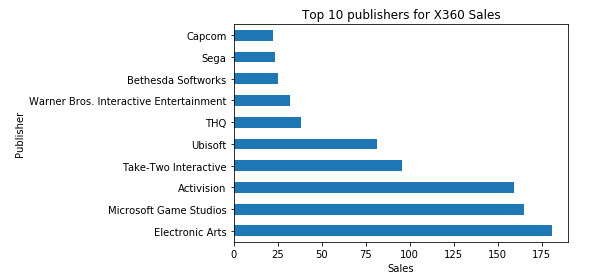 Top 10 publishers for X360 Sales
Publisher
Capcom
Sega
Bethesda Softworks
Warner Bros. Interactive Entertainment
THQ
Ubisoft
Take-Two Interactive
Activision
Microsoft Game Studios
Electronic Arts
0 25 50 75 100 125 150 175
Sales